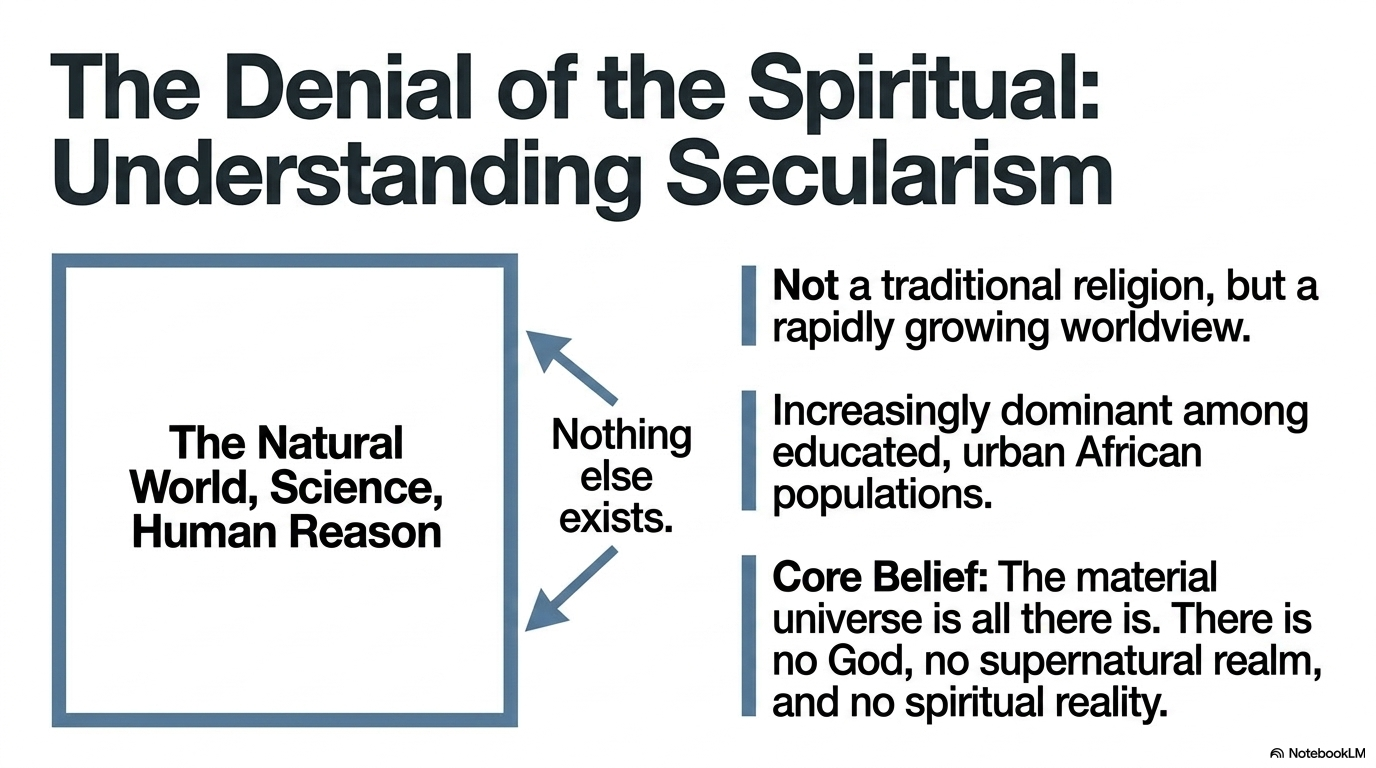 The Denial of the Spiritual:
Understanding Secularism
The Natural
World, Science,
Human Reason
Nothing
else
exists.
Not a traditional religion, but a
rapidly growing worldview.
Increasingly dominant among
educated, urban African
populations.
Core Belief: The material
universe is all there is. There is
no God, no supernatural realm,
and no spiritual reality.
NotebookLM